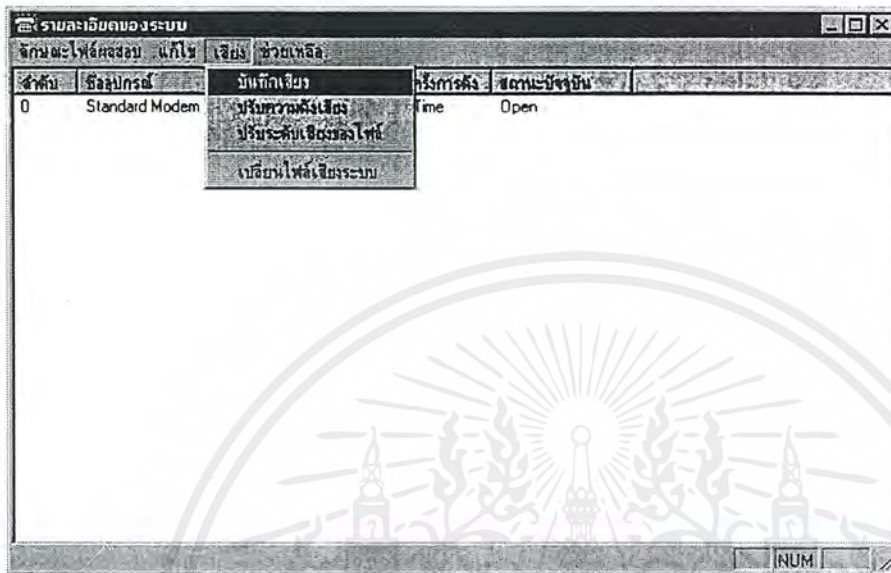 รายละเอียดของระบบ
ลักษณะไฟล์ผลสอบ แก้ไข เสียง ช่วยเหลือ
ลำดับ ชื่ออุปกรณ์ ครั้งการดัง สถานะปัจจุบัน
0 Standard Modem Time Open
บันทึกเสียง
ปรับความดังเสียง
ปรับระดับเสียงของไฟล์
เปลี่ยนไฟล์เสียงระบบ
NUM